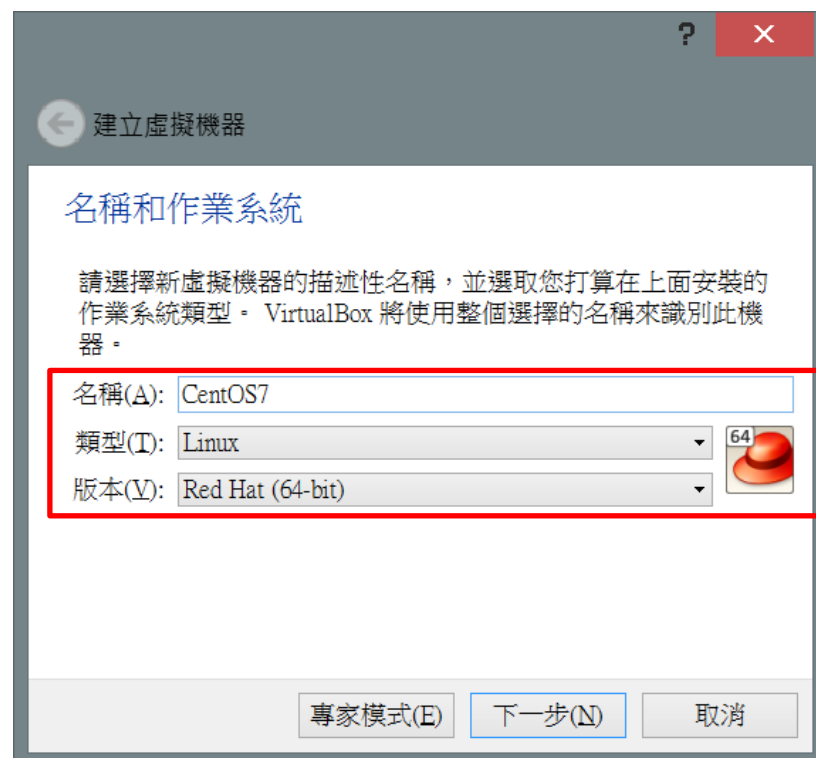 ?
建立虛擬機器
名稱和作業系統
請選擇新虛擬機器的描述性名稱，並選取您打算在上面安裝的
作業系統類型。 VirtualBox 將使用整個選擇的名稱來識別此機
器。
名稱(A): CentOS7
類型(T): Linux
64
版本(V): Red Hat (64-bit)
專家模式(E) 下一步(N) 取消